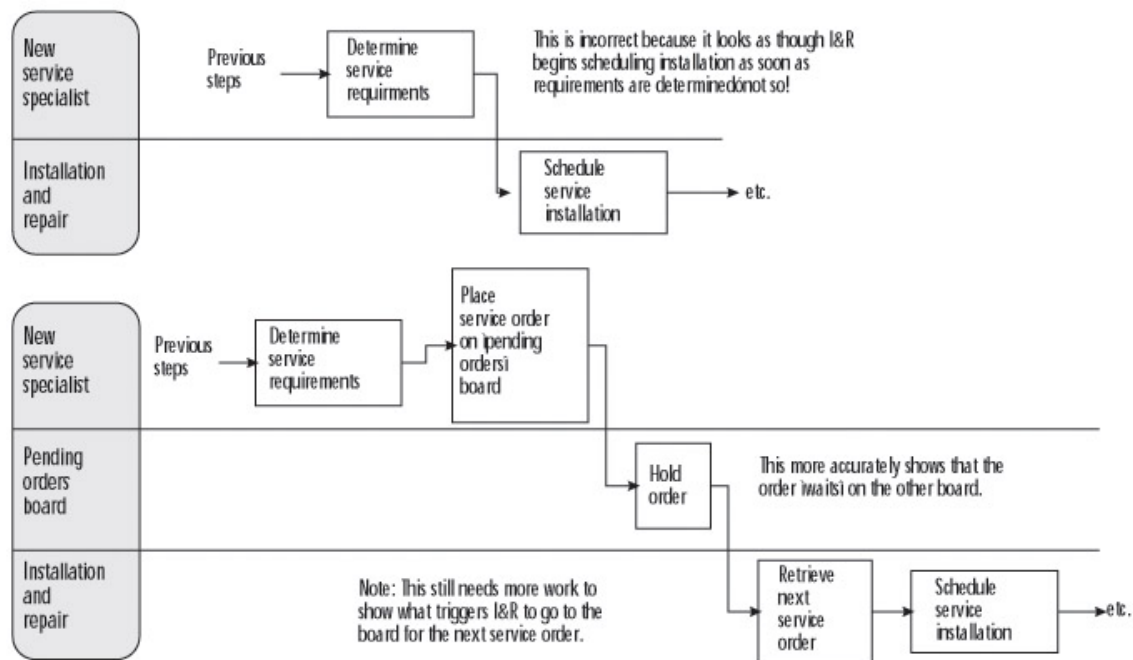 New
service
specialist
Previous
steps
Determine
service
requirments
This is incorrect because it looks as though I&R
begins scheduling installation as soon as
requirements are determinedónot so!
Installation
and
repair
Schedule
service
installation
etc.
New
service
specialist
Previous
steps
Determine
service
requirements
Place
service order
on ìpending
ordersî
board
Pending
orders
board
Hold
order
This more accurately shows that the
order ìwaitsî on the other board.
Installation
and
repair
Note: This still needs more work to
show what triggers I&R to go to the
board for the next service order.
Retrieve
next
service
order
Schedule
service
installation
etc.